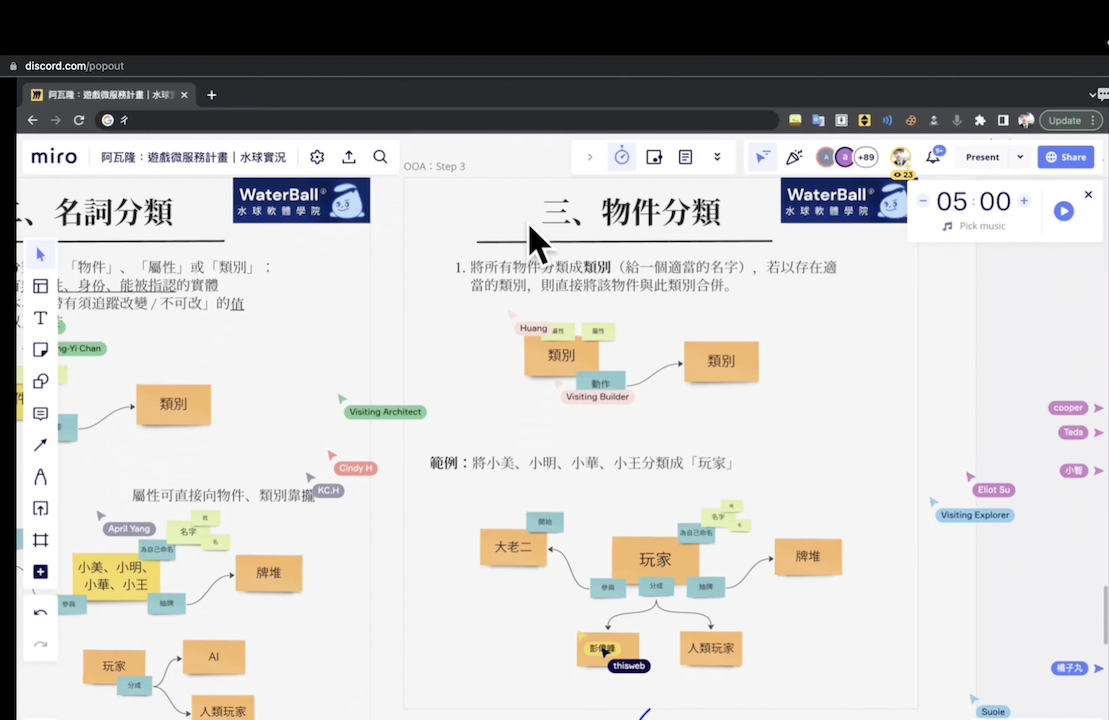 discord.com/popout
阿瓦隆：遊戲微服務計畫 | 水球
Update
miro
阿瓦隆：遊戲微服務計畫 | 水球實況
OOA：Step 3
+89
9+
23
Present
Share
05:00
Pick music
、名詞分類
WaterBall
水球軟體學院
三、物件分類
WaterBall
水球軟體學院
「物件」、「屬性」或「類別」：
、身份、能被指認的實體
帶有須追蹤改變 / 不可改」的值
1. 將所有物件分類成類別（給一個適當的名字），若以存在適
當的類別，則直接將該物件與此類別合併。
Huang
屬性
屬性
類別
類別
動作
Visiting Builder
ng-Yi Chan
類別
Visiting Architect
cooper
Teds
小智
範例：將小美、小明、小華、小王分類成「玩家」
Cindy H
KC.H
Eliot Su
Visiting Explorer
屬性可直接向物件、類別靠攏
April Yang
名字
姓
名
為自己命名
小美、小明、
小華、小王
牌堆
參與
抽牌
開始
大老二
名字
姓
名
為自己命名
玩家
牌堆
參與
分成
抽牌
人類玩家
thisweb
玩家
AI
分成
人類玩家
橘子丸
Suoie